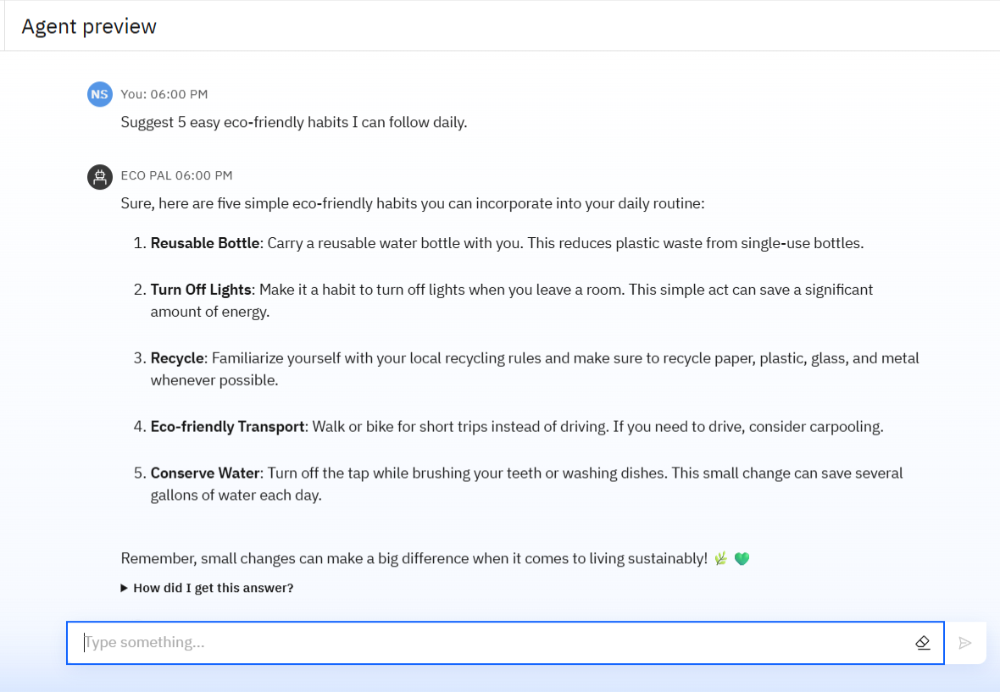 Agent preview
NS You: 06:00 PM
Suggest 5 easy eco-friendly habits I can follow daily.
ECO PAL 06:00 PM
Sure, here are five simple eco-friendly habits you can incorporate into your daily routine:
1. Reusable Bottle: Carry a reusable water bottle with you. This reduces plastic waste from single-use bottles.
2. Turn Off Lights: Make it a habit to turn off lights when you leave a room. This simple act can save a significant
amount of energy.
3. Recycle: Familiarize yourself with your local recycling rules and make sure to recycle paper, plastic, glass, and metal
whenever possible.
4. Eco-friendly Transport: Walk or bike for short trips instead of driving. If you need to drive, consider carpooling.
5. Conserve Water: Turn off the tap while brushing your teeth or washing dishes. This small change can save several
gallons of water each day.
Remember, small changes can make a big difference when it comes to living sustainably! 🌿 💚
How did I get this answer?
Type something...